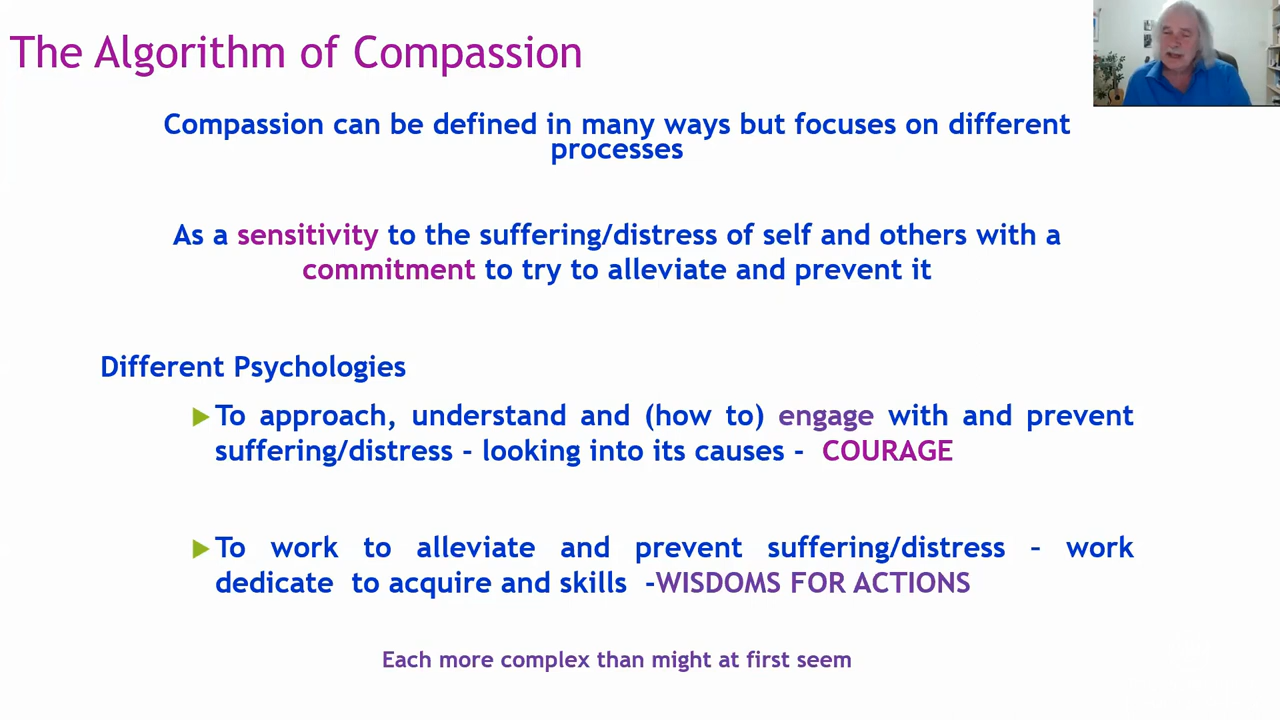 The Algorithm of Compassion
Compassion can be defined in many ways but focuses on different
processes
As a sensitivity to the suffering/distress of self and others with a
commitment to try to alleviate and prevent it
Different Psychologies
To approach, understand and (how to) engage with and prevent
suffering/distress - looking into its causes - COURAGE
To work to alleviate and prevent suffering/distress – work
dedicate to acquire and skills -WISDOMS FOR ACTIONS
Each more complex than might at first seem